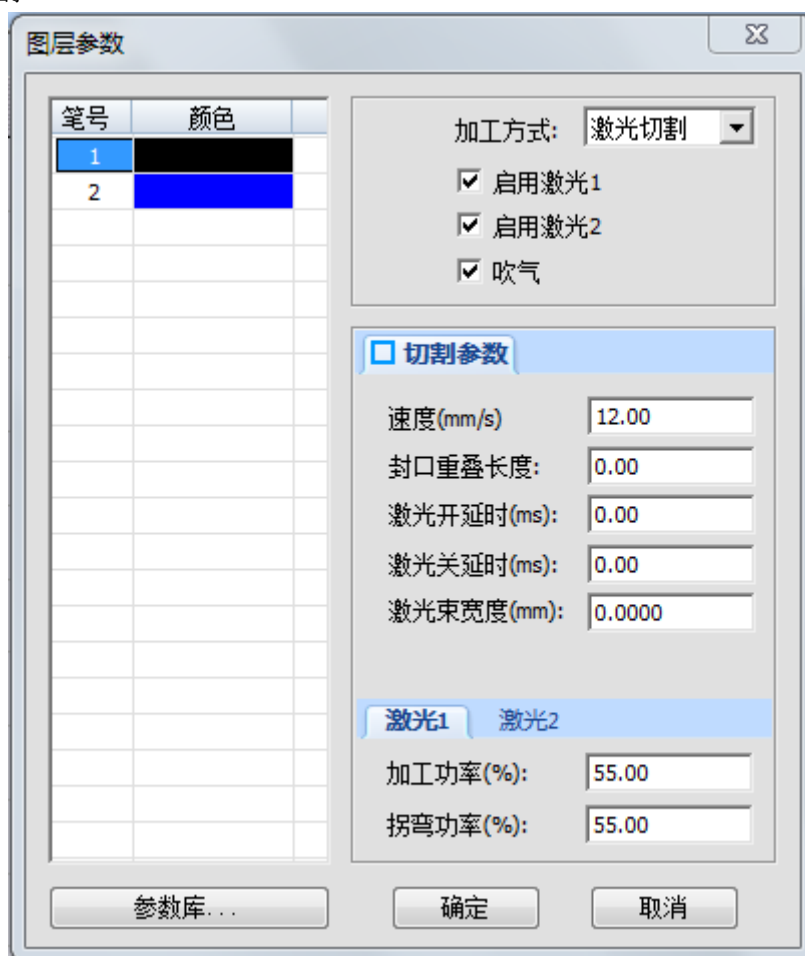 图层参数
笔号 颜色
1
2
加工方式: 激光切割
启用激光1
启用激光2
吹气
切割参数
速度(mm/s) 12.00
封口重叠长度: 0.00
激光开延时(ms): 0.00
激光关延时(ms): 0.00
激光束宽度(mm): 0.0000
激光1 激光2
加工功率(%): 55.00
拐弯功率(%): 55.00
参数库... 确定 取消